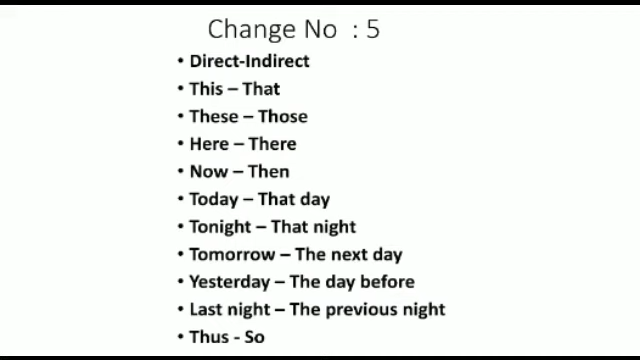 Change No : 5
• Direct-Indirect
• This – That
• These – Those
• Here – There
• Now – Then
• Today – That day
• Tonight – That night
• Tomorrow – The next day
• Yesterday – The day before
• Last night – The previous night
• Thus - So